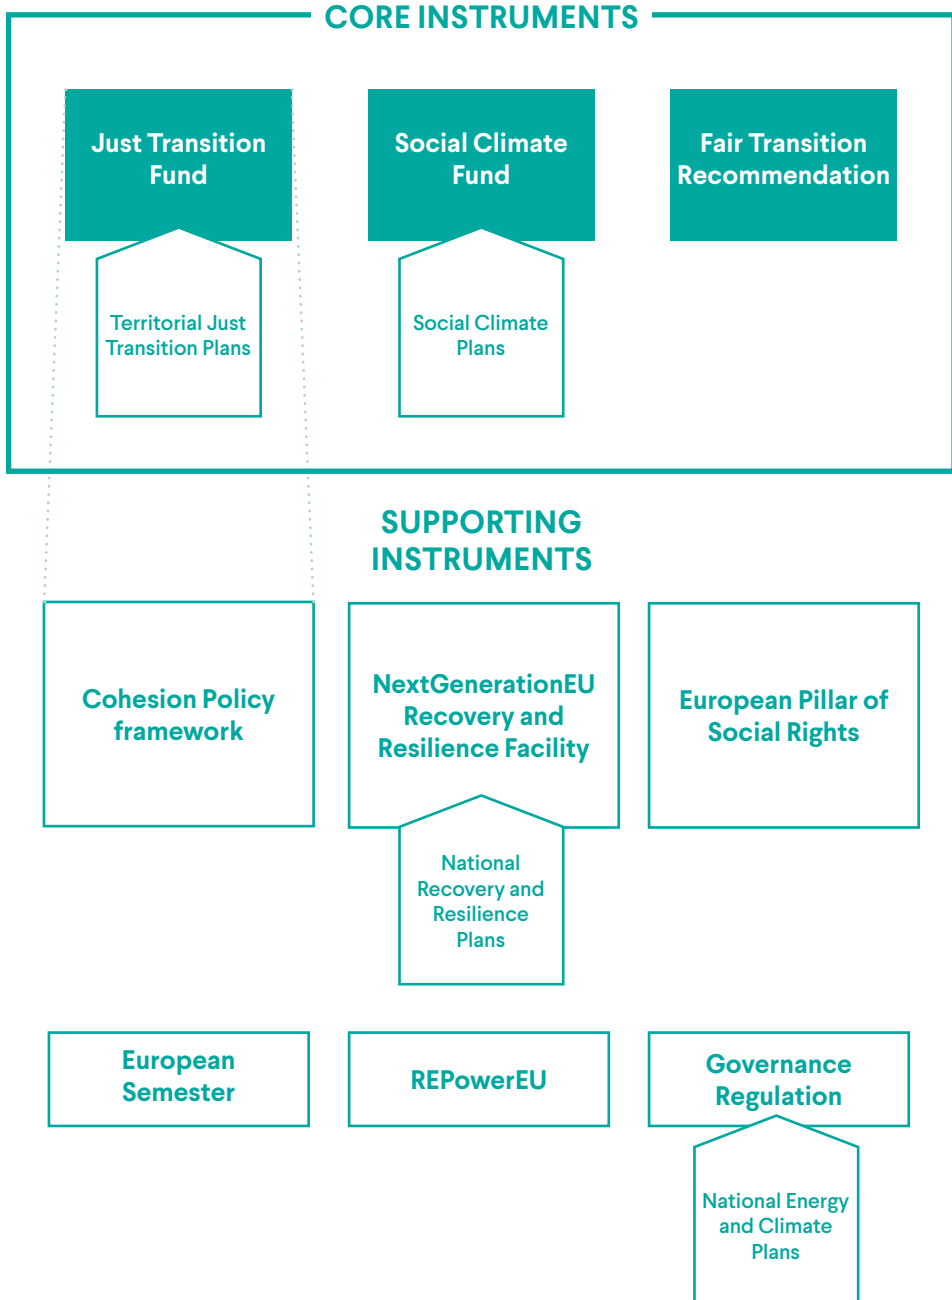 CORE INSTRUMENTS
Just Transition
Fund
Social Climate
Fund
Fair Transition
Recommendation
Territorial Just
Transition Plans
Social Climate
Plans
SUPPORTING
INSTRUMENTS
Cohesion Policy
framework
NextGenerationEU
Recovery and
Resilience Facility
European Pillar of
Social Rights
National
Recovery and
Resilience
Plans
European
Semester
REPowerEU
Governance
Regulation
National Energy
and Climate
Plans